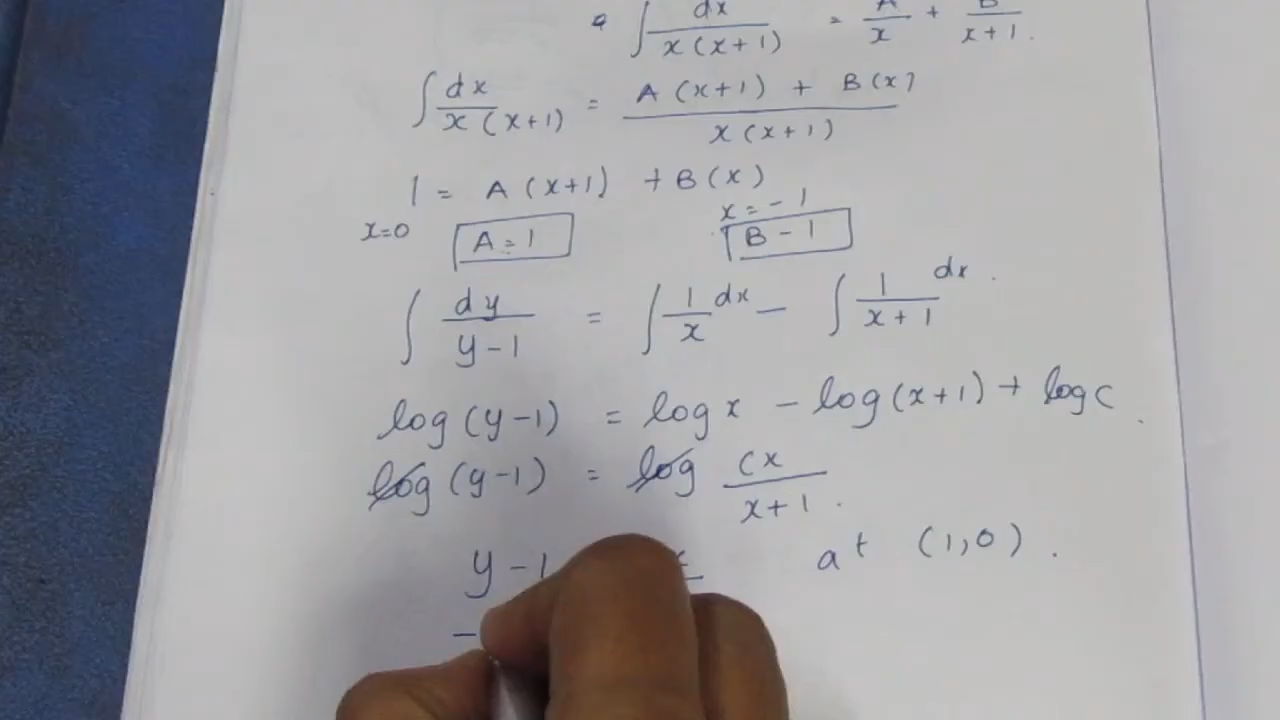 ∫ dx / x(x+1) = A/x + B/x+1.
∫ dx / x(x+1) = A(x+1) + B(x) / x(x+1)
1 = A(x+1) + B(x)
x=0 A=1 x=-1 B-1
∫ dy / y-1 = ∫ 1/x dx - ∫ 1/x+1 dx.
log(y-1) = log x - log(x+1) + log c.
log(y-1) = log cx / x+1.
y-1 at (1,0).
-